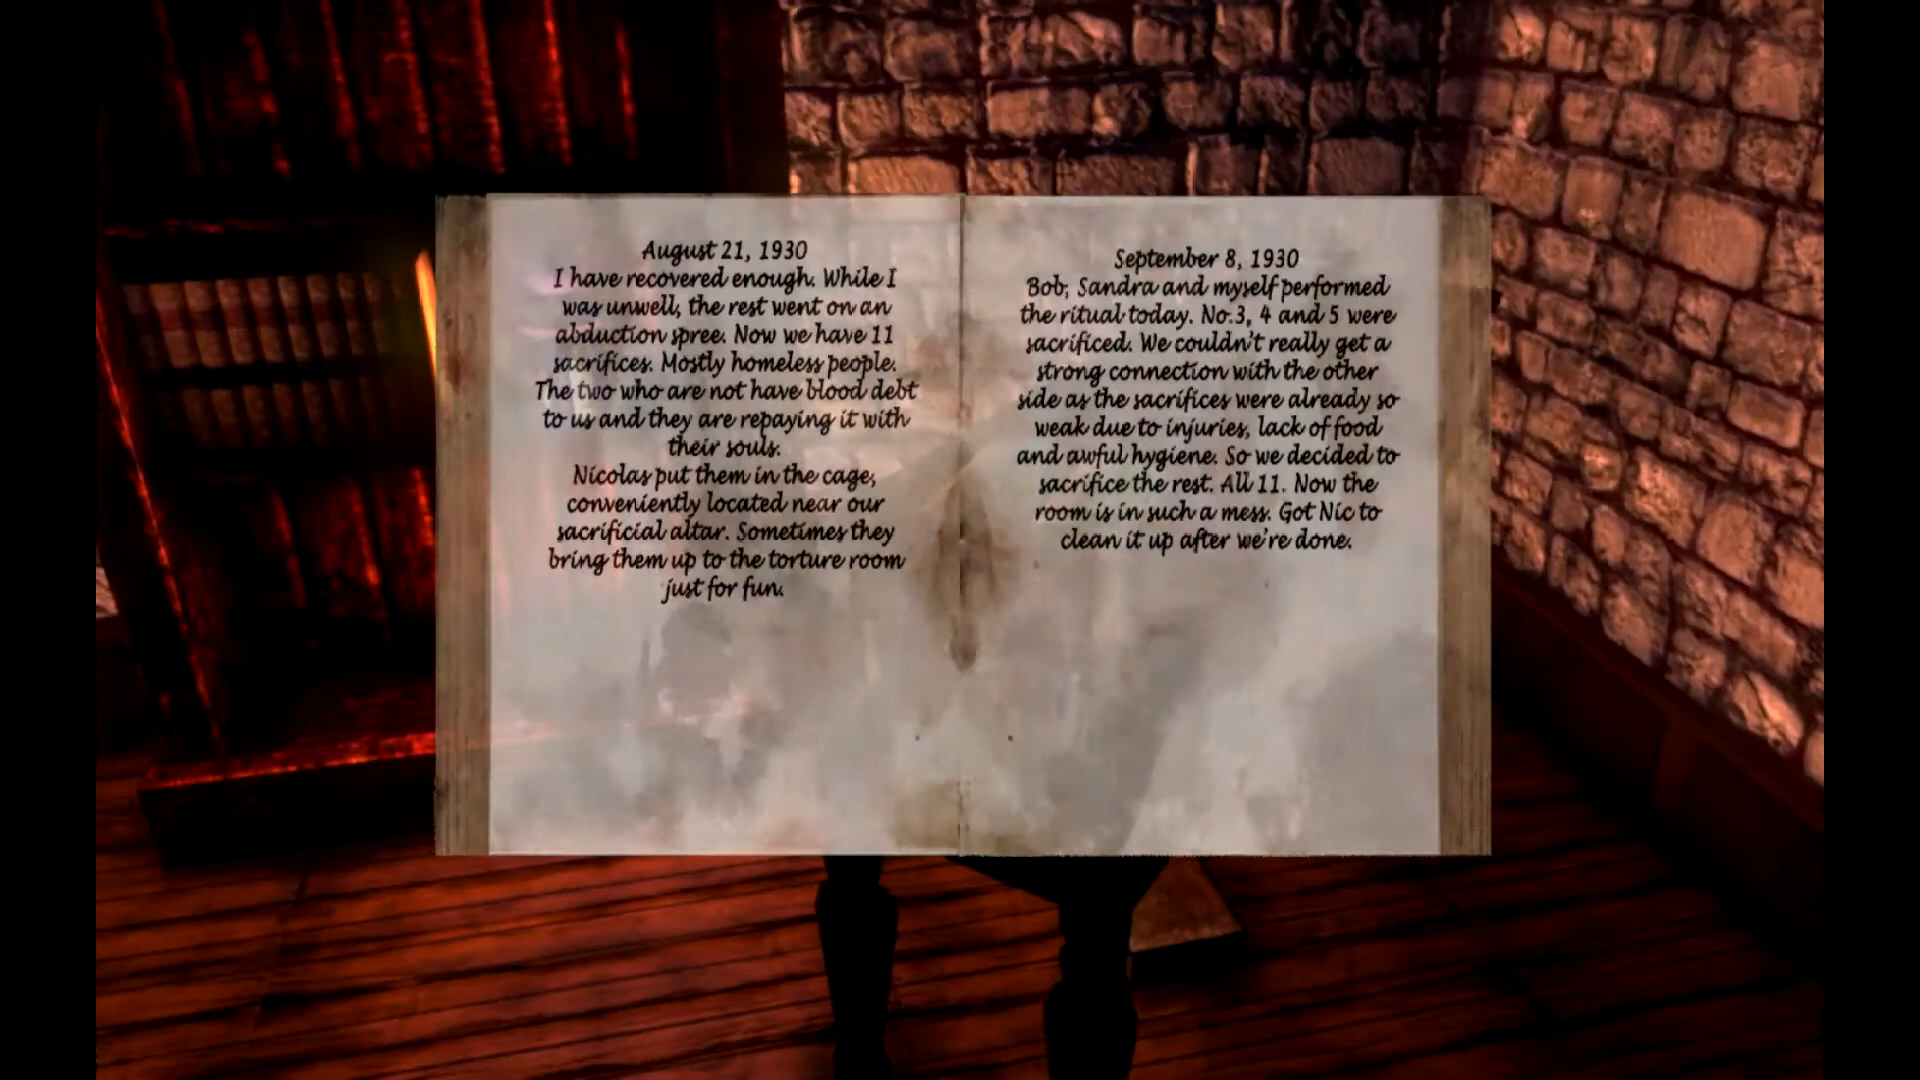 August 21, 1930
I have recovered enough. While I
was unwell, the rest went on an
abduction spree. Now we have 11
sacrifices. Mostly homeless people.
The two who are not have blood debt
to us and they are repaying it with
their souls.
Nicolas put them in the cage,
conveniently located near our
sacrificial altar. Sometimes they
bring them up to the torture room
just for fun.
September 8, 1930
Bob, Sandra and myself performed
the ritual today. No.3, 4 and 5 were
sacrificed. We couldn't really get a
strong connection with the other
side as the sacrifices were already so
weak due to injuries, lack of food
and awful hygiene. So we decided to
sacrifice the rest. All 11. Now the
room is in such a mess. Got Nic to
clean it up after we're done.